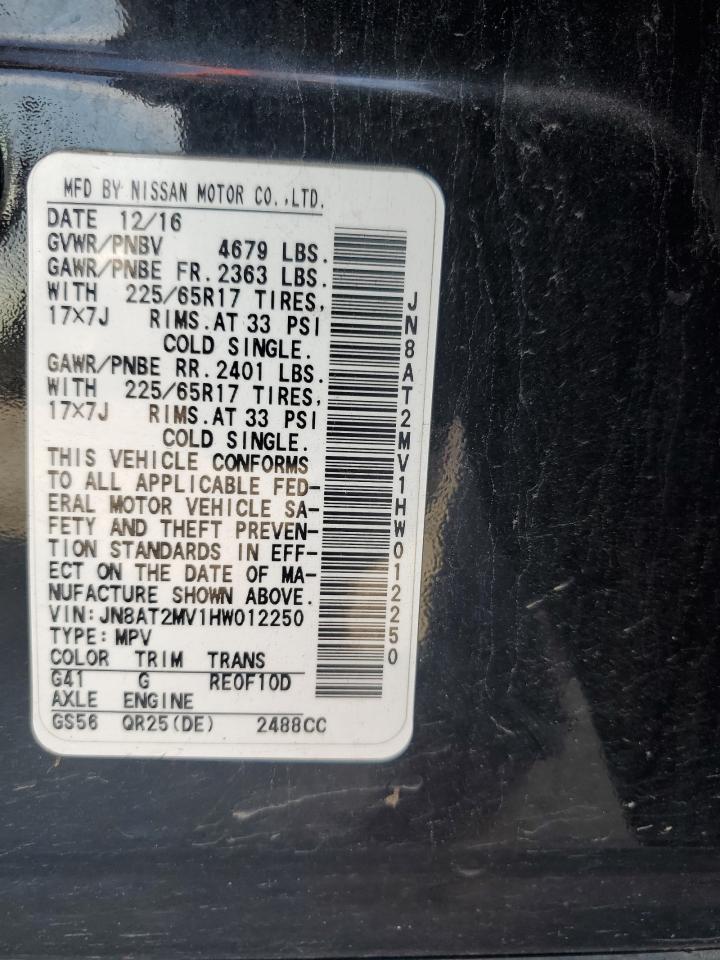 MFD BY NISSAN MOTOR CO.,LTD.
DATE 12/16
GVWR/PNBV 4679 LBS.
GAWR/PNBE FR. 2363 LBS.
WITH 225/65R17 TIRES,
17×7J RIMS. AT 33 PSI
COLD SINGLE.
GAWR/PNBE RR. 2401 LBS.
WITH 225/65R17 TIRES,
17×7J RIMS. AT 33 PSI
COLD SINGLE.
THIS VEHICLE CONFORMS
TO ALL APPLICABLE FED-
ERAL MOTOR VEHICLE SA-
FETY AND THEFT PREVEN-
TION STANDARDS IN EFF-
ECT ON THE DATE OF MA-
NUFACTURE SHOWN ABOVE.
VIN: JN8AT2MV1HW012250
TYPE: MPV
COLOR TRIM TRANS
G41 G RE0F10D
AXLE ENGINE
GS56 QR25(DE) 2488CC
JN8AT2MV1HW012250